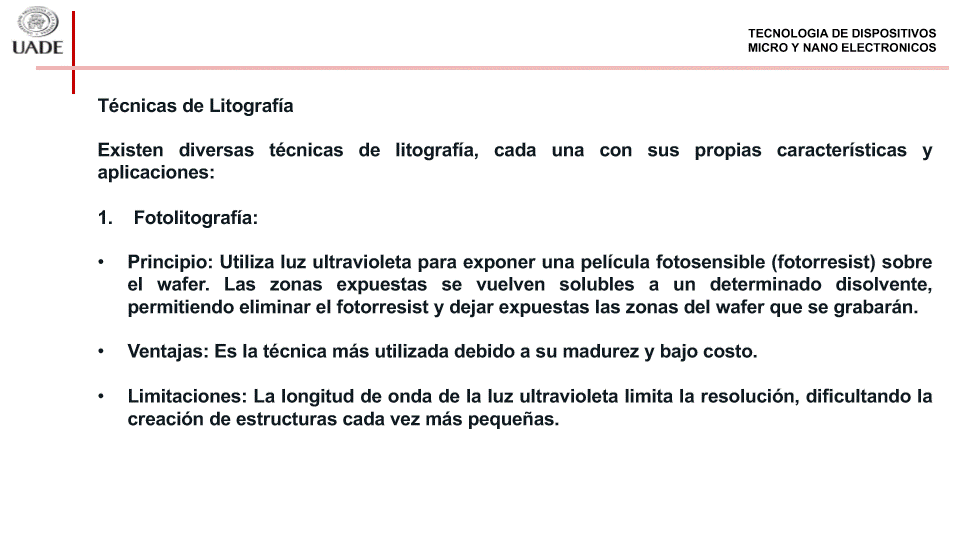 UADE
TECNOLOGIA DE DISPOSITIVOS
MICRO Y NANO ELECTRONICOS
Técnicas de Litografía
Existen diversas técnicas de litografía, cada una con sus propias características y
aplicaciones:
1. Fotolitografía:
• Principio: Utiliza luz ultravioleta para exponer una película fotosensible (fotorresist) sobre
el wafer. Las zonas expuestas se vuelven solubles a un determinado disolvente,
permitiendo eliminar el fotorresist y dejar expuestas las zonas del wafer que se grabarán.
• Ventajas: Es la técnica más utilizada debido a su madurez y bajo costo.
• Limitaciones: La longitud de onda de la luz ultravioleta limita la resolución, dificultando la
creación de estructuras cada vez más pequeñas.